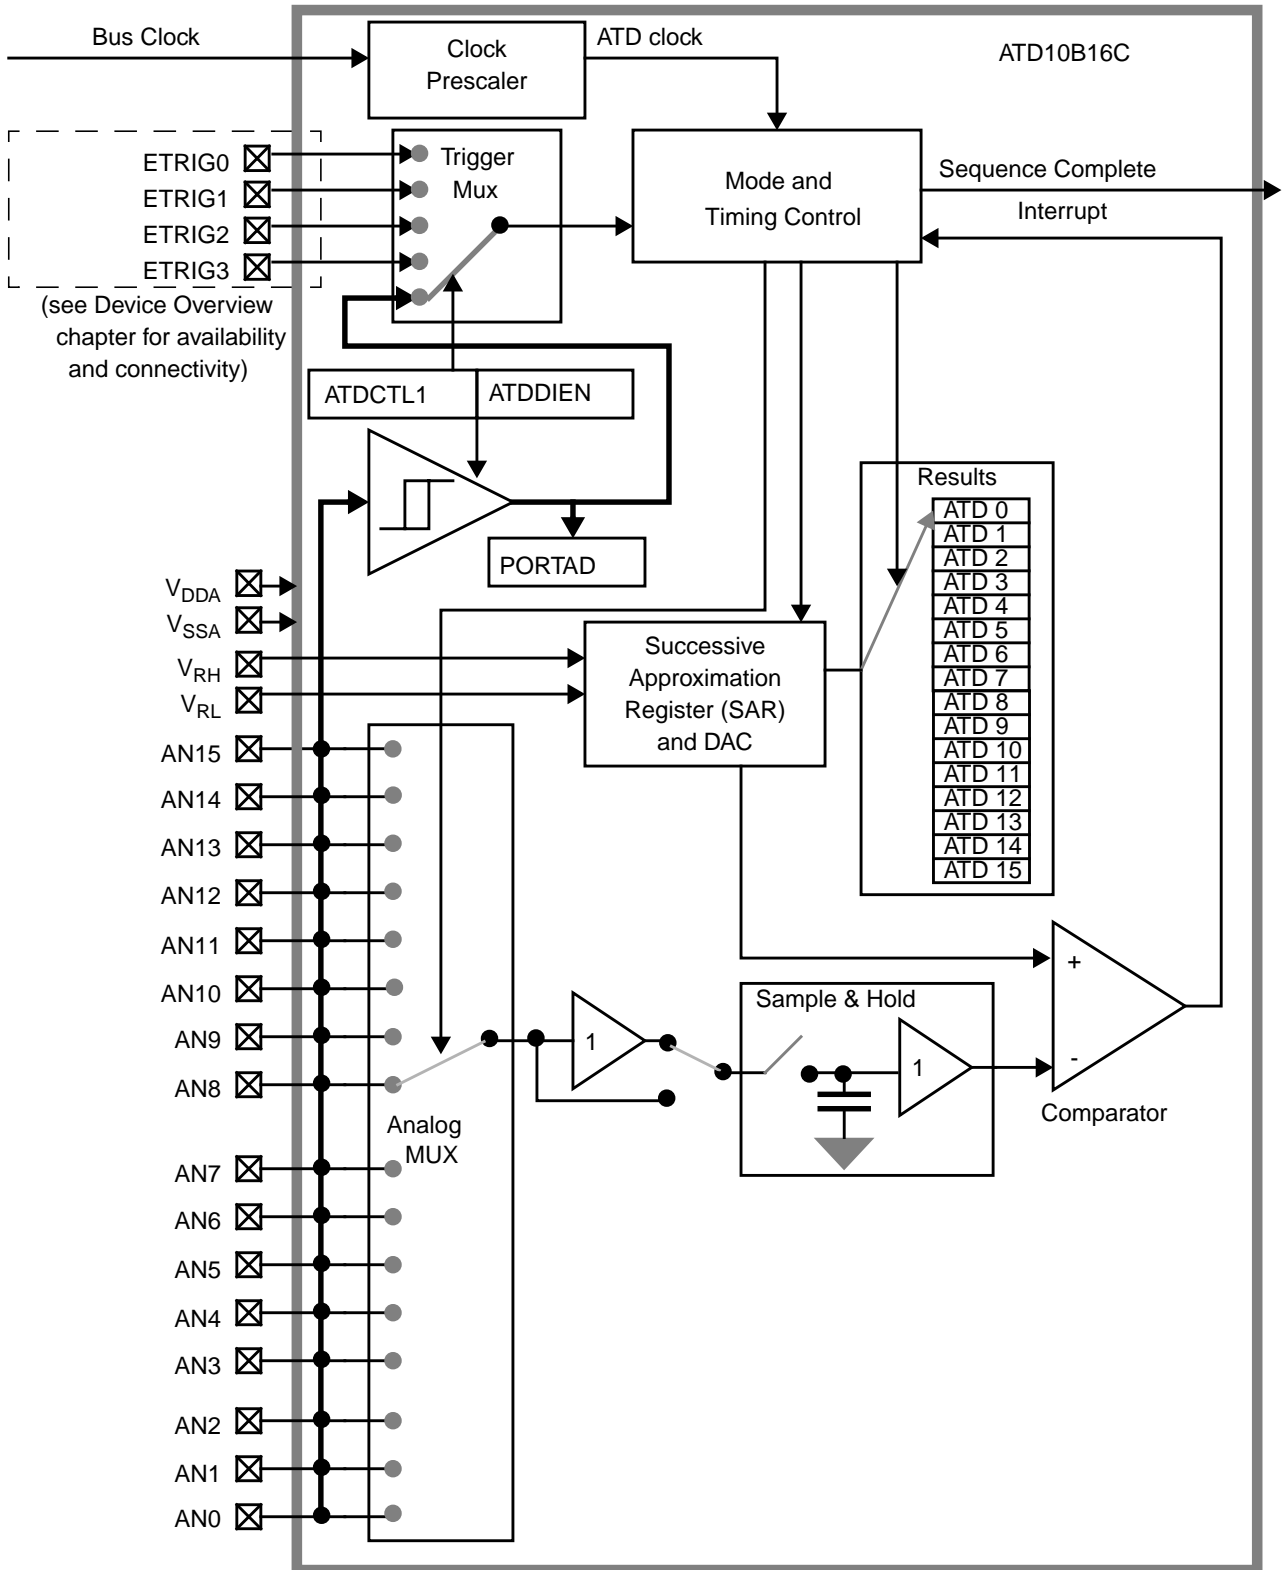 Bus Clock
Clock
Prescaler
ATD clock
ATD10B16C
ETRIG0
ETRIG1
ETRIG2
ETRIG3
(see Device Overview
chapter for availability
and connectivity)
Trigger
Mux
Mode and
Timing Control
Sequence Complete
Interrupt
ATDCTL1
ATDDIEN
PORTAD
Results
ATD 0
ATD 1
ATD 2
ATD 3
ATD 4
ATD 5
ATD 6
ATD 7
ATD 8
ATD 9
ATD 10
ATD 11
ATD 12
ATD 13
ATD 14
ATD 15
VDDA
VSSA
VRH
VRL
Successive
Approximation
Register (SAR)
and DAC
AN15
AN14
AN13
AN12
AN11
AN10
AN9
AN8
AN7
AN6
AN5
AN4
AN3
AN2
AN1
AN0
Analog
MUX
1
Sample & Hold
1
+
-
Comparator